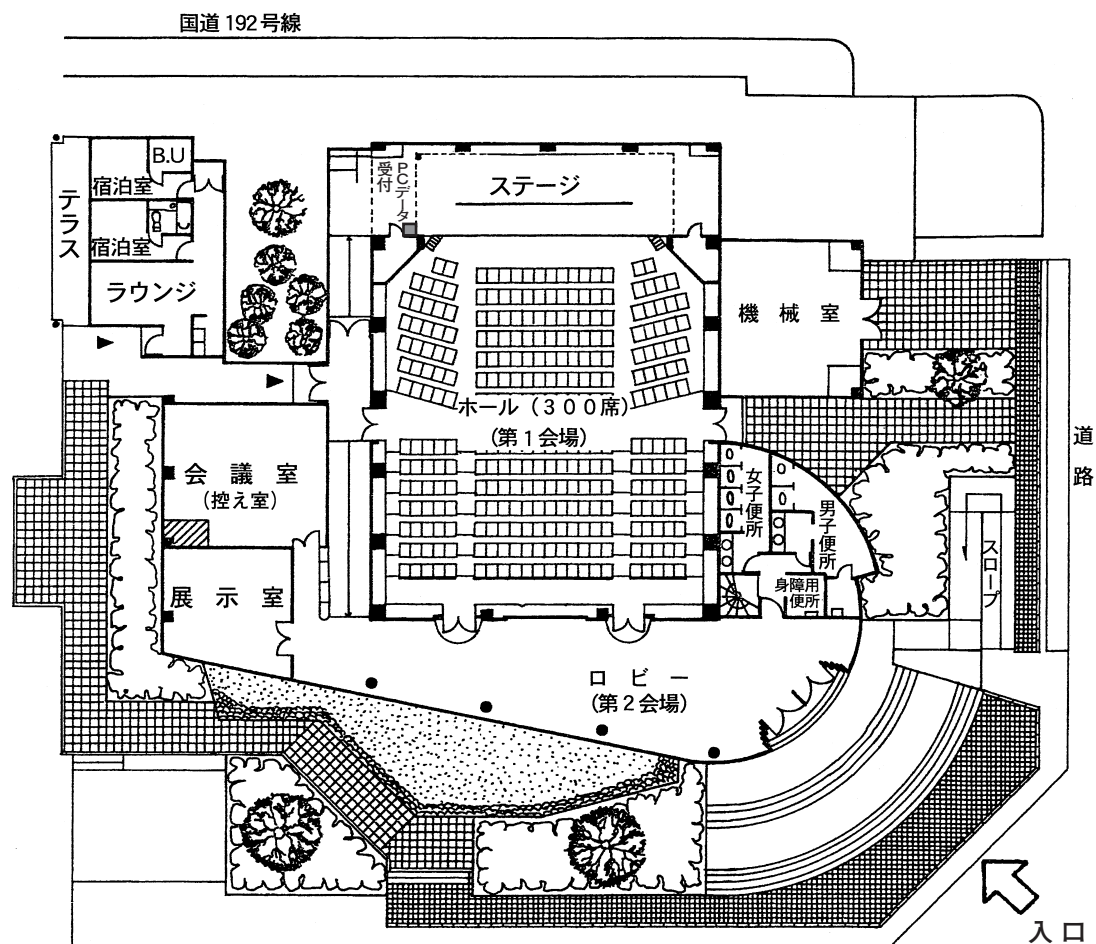 国道192号線
B.U
宿泊室
テラス
宿泊室
ラウンジ
PCデータ
受付
ステージ
機械室
ホール(300席)
(第1会場)
道路
会議室
(控え室)
女子便所
男子便所
スロープ
身障用
便所
展示室
ロビー
(第2会場)
入口